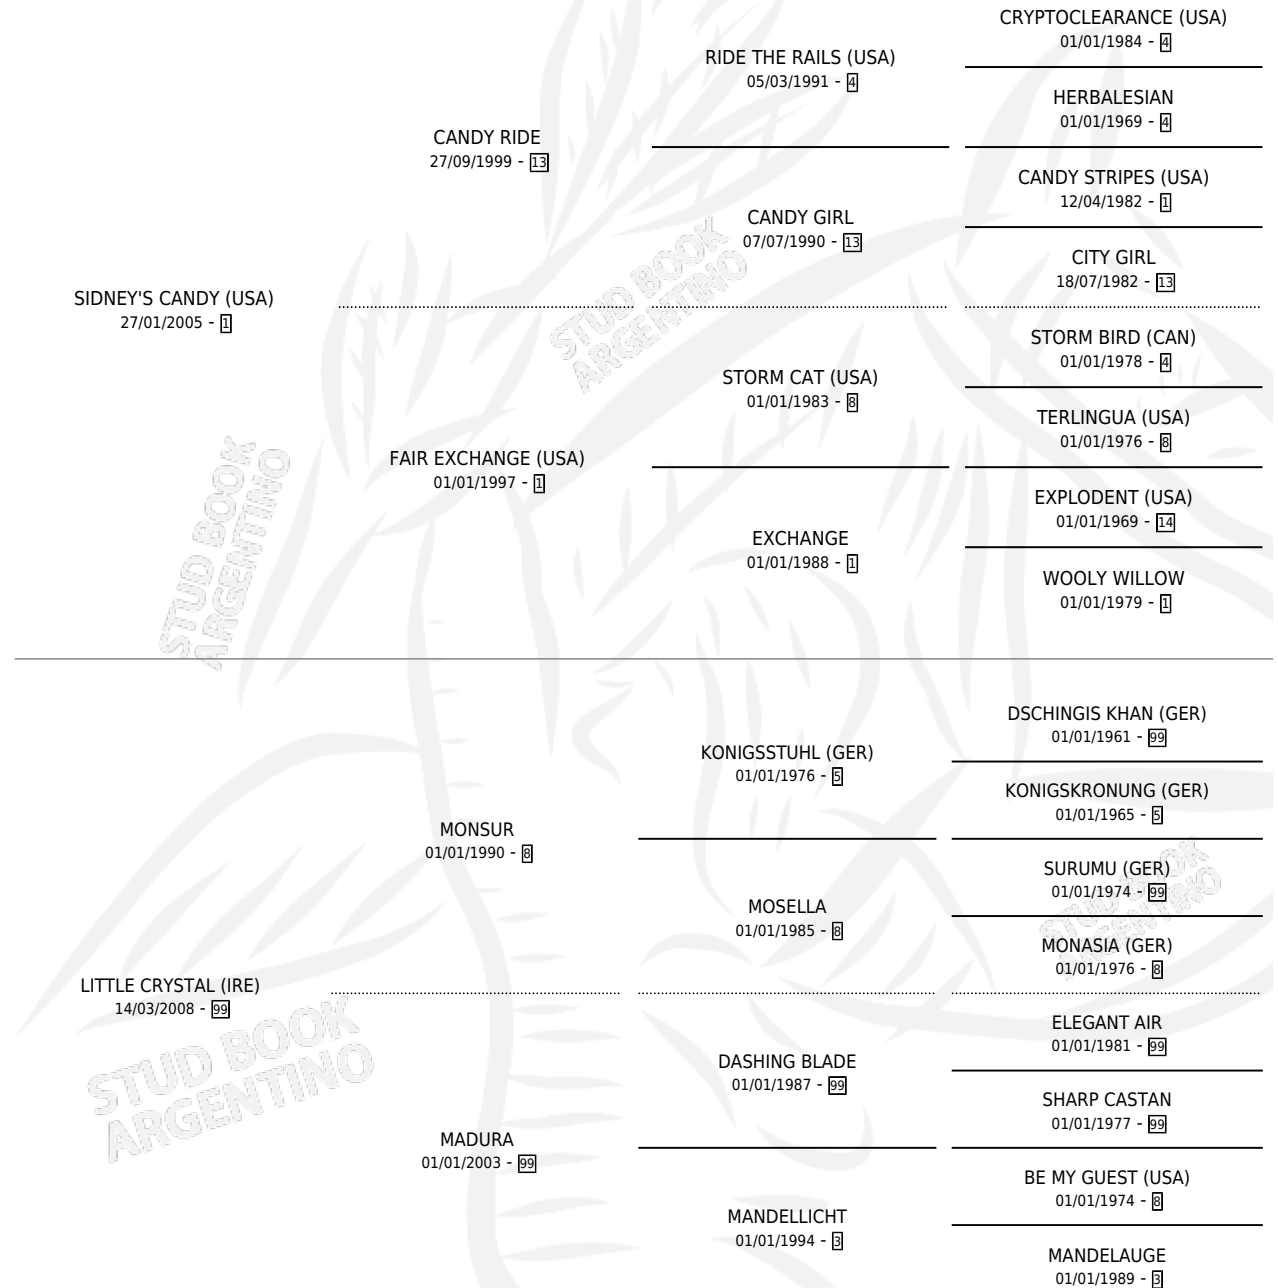 CRYPTOCLEARANCE (USA)
01/01/1984 - 4
RIDE THE RAILS (USA)
05/03/1991 - 4
HERBALESIAN
01/01/1969 - 4
CANDY RIDE
27/09/1999 - 13
CANDY STRIPES (USA)
12/04/1982 - 1
CANDY GIRL
07/07/1990 - 13
CITY GIRL
18/07/1982 - 13
SIDNEY'S CANDY (USA)
27/01/2005 - 1
STORM BIRD (CAN)
01/01/1978 - 4
STORM CAT (USA)
01/01/1983 - 8
TERLINGUA (USA)
01/01/1976 - 8
FAIR EXCHANGE (USA)
01/01/1997 - 1
EXPLODENT (USA)
01/01/1969 - 14
EXCHANGE
01/01/1988 - 1
WOOLY WILLOW
01/01/1979 - 1
STUD BOOK
ARGENTINO
STUD BOOK
ARGENTINO
DSCHINGIS KHAN (GER)
01/01/1961 - 99
KONIGSSTUHL (GER)
01/01/1976 - 5
KONIGSKRONUNG (GER)
01/01/1965 - 5
MONSUR
01/01/1990 - 8
SURUMU (GER)
01/01/1974 - 99
MOSELLA
01/01/1985 - 8
MONASIA (GER)
01/01/1976 - 8
LITTLE CRYSTAL (IRE)
14/03/2008 - 99
ELEGANT AIR
01/01/1981 - 99
DASHING BLADE
01/01/1987 - 99
SHARP CASTAN
01/01/1977 - 99
MADURA
01/01/2003 - 99
BE MY GUEST (USA)
01/01/1974 - 8
MANDELLICHT
01/01/1994 - 3
MANDELAUGE
01/01/1989 - 3
STUD BOOK
ARGENTINO
STUD BOOK
ARGENTINO